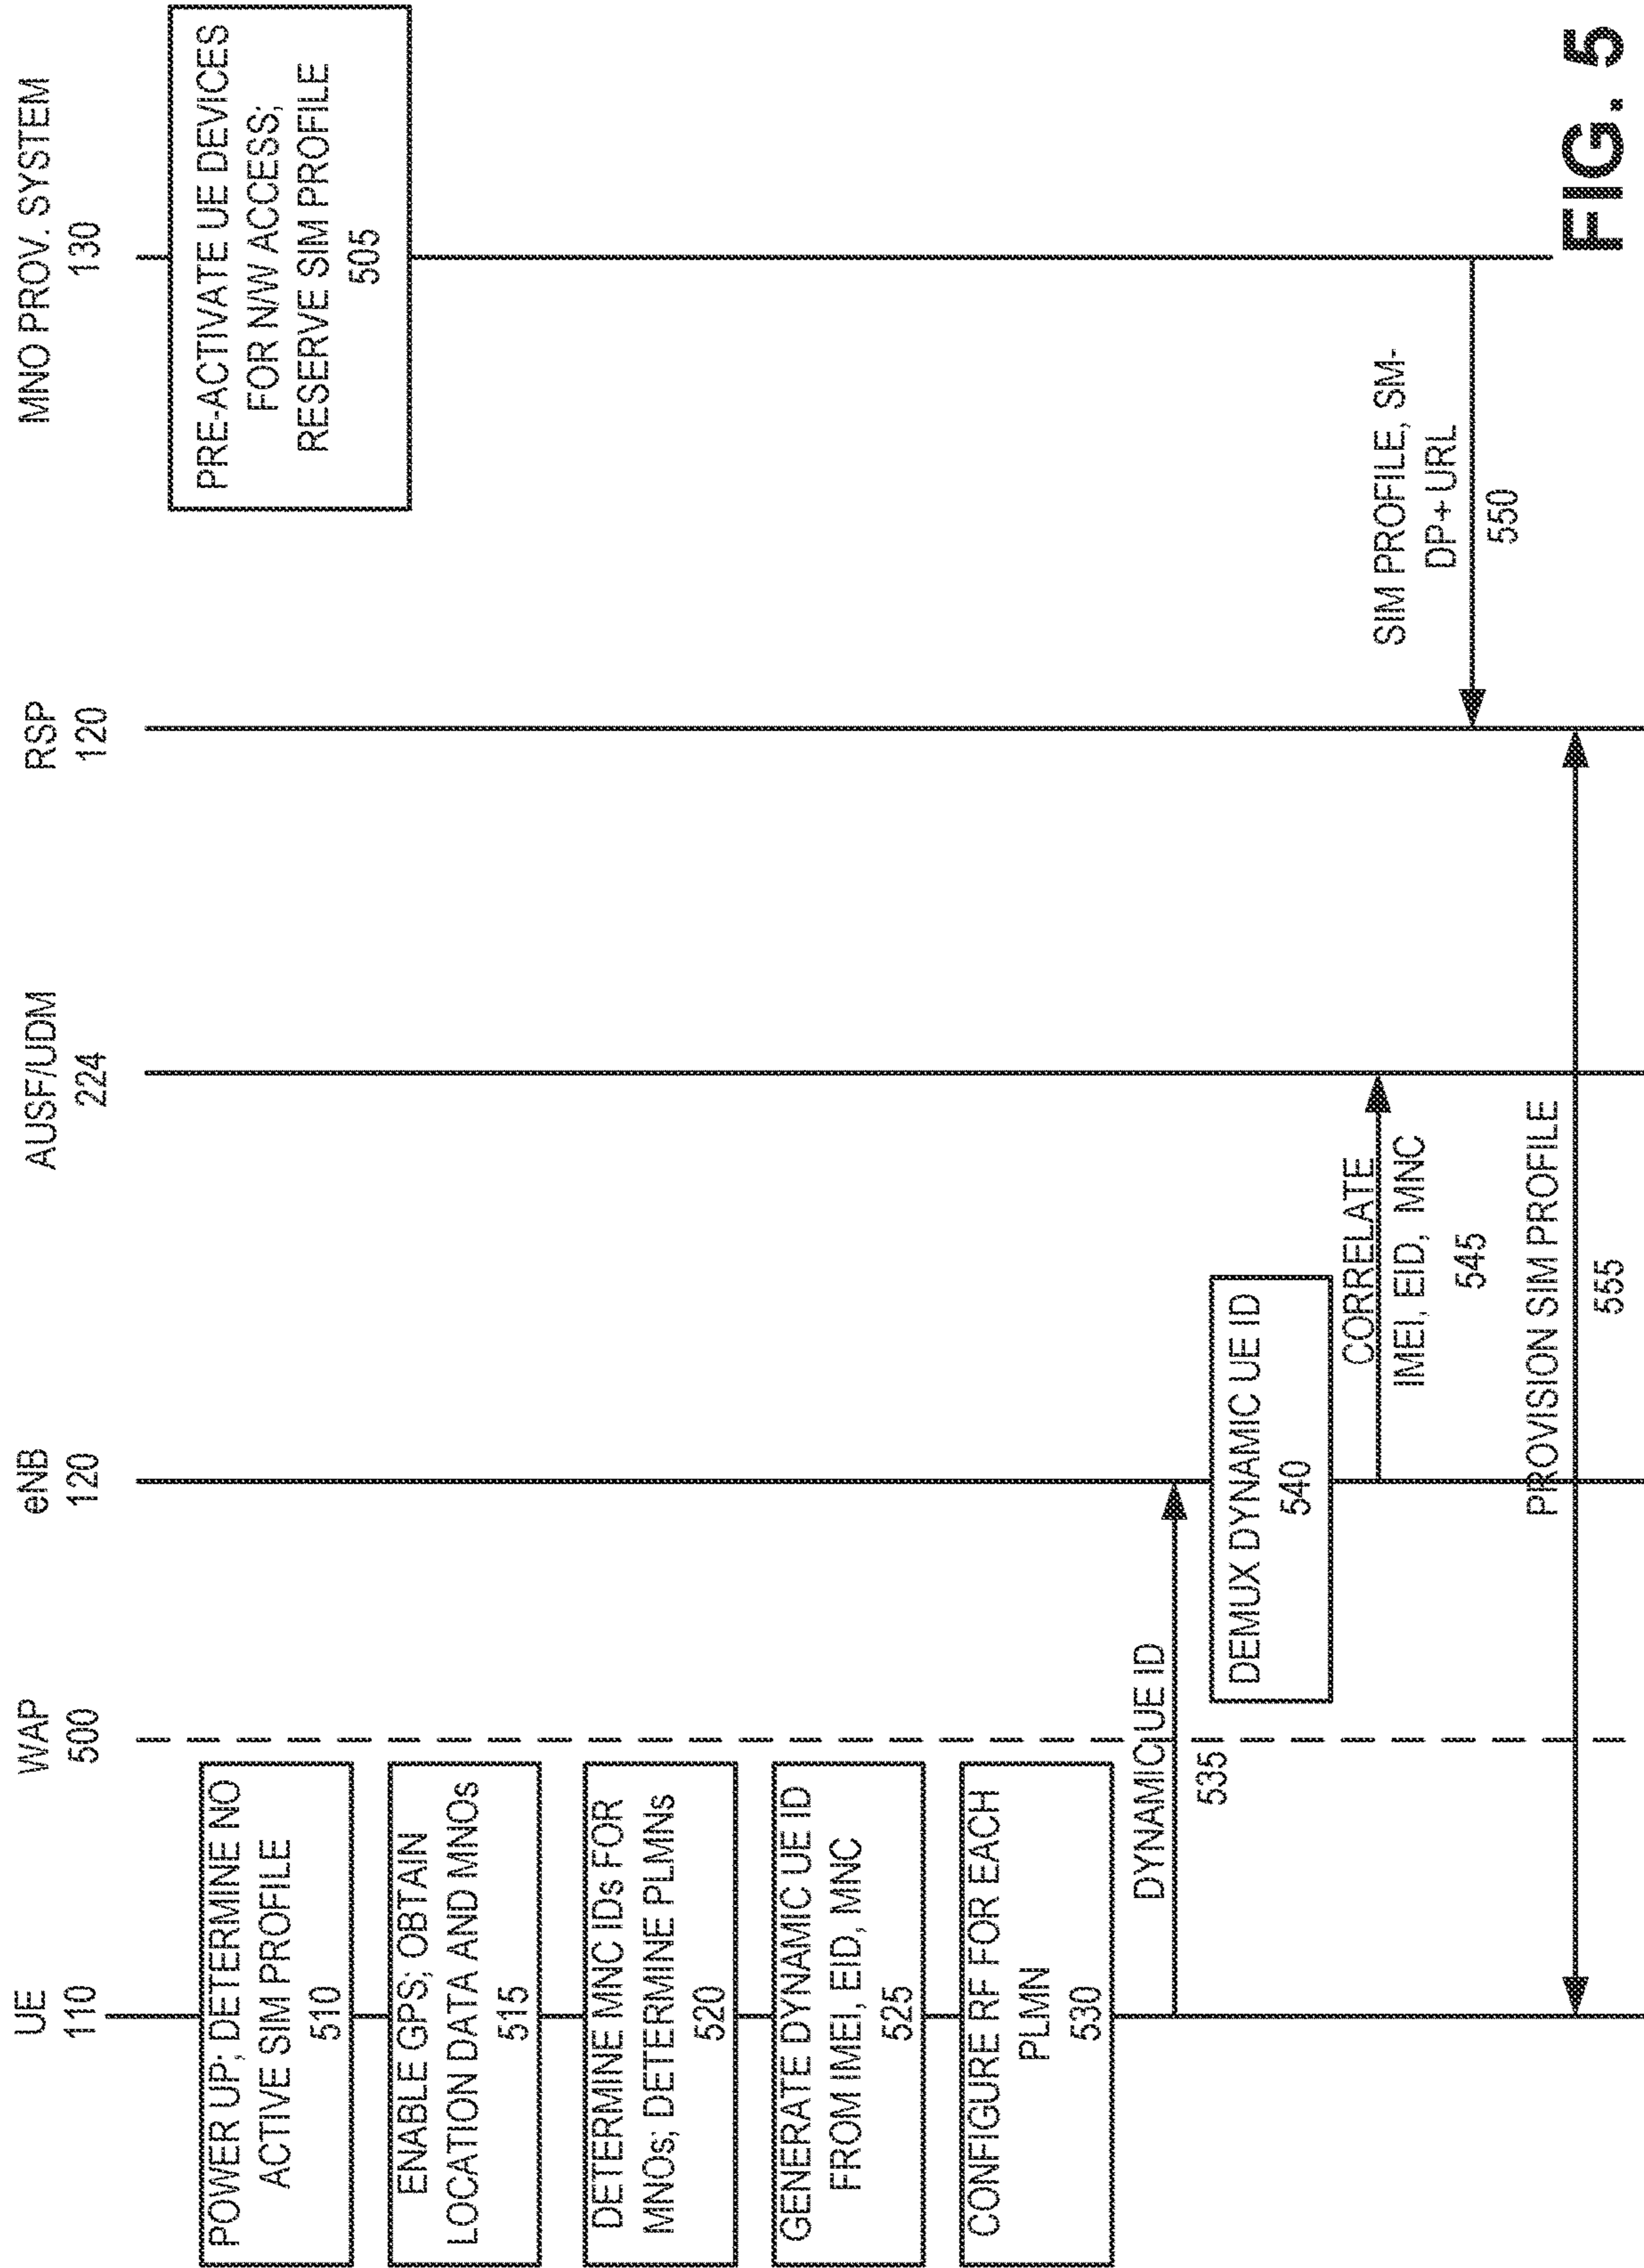 UE
110
WAP
500
eNB
120
AUSF/UDM
224
RSP
120
MNO PROV. SYSTEM
130
PRE-ACTIVATE UE DEVICES
FOR N/W ACCESS;
RESERVE SIM PROFILE
505
POWER UP; DETERMINE NO
ACTIVE SIM PROFILE
510
ENABLE GPS; OBTAIN
LOCATION DATA AND MNOs
515
DETERMINE MNC IDs FOR
MNOs; DETERMINE PLMNs
520
GENERATE DYNAMIC UE ID
FROM IMEI, EID, MNC
525
CONFIGURE RF FOR EACH
PLMN
530
DYNAMIC UE ID
535
DEMUX DYNAMIC UE ID
540
CORRELATE
IMEI, EID, MNC
545
SIM PROFILE, SM-
DP+ URL
550
PROVISION SIM PROFILE
555
FIG. 5